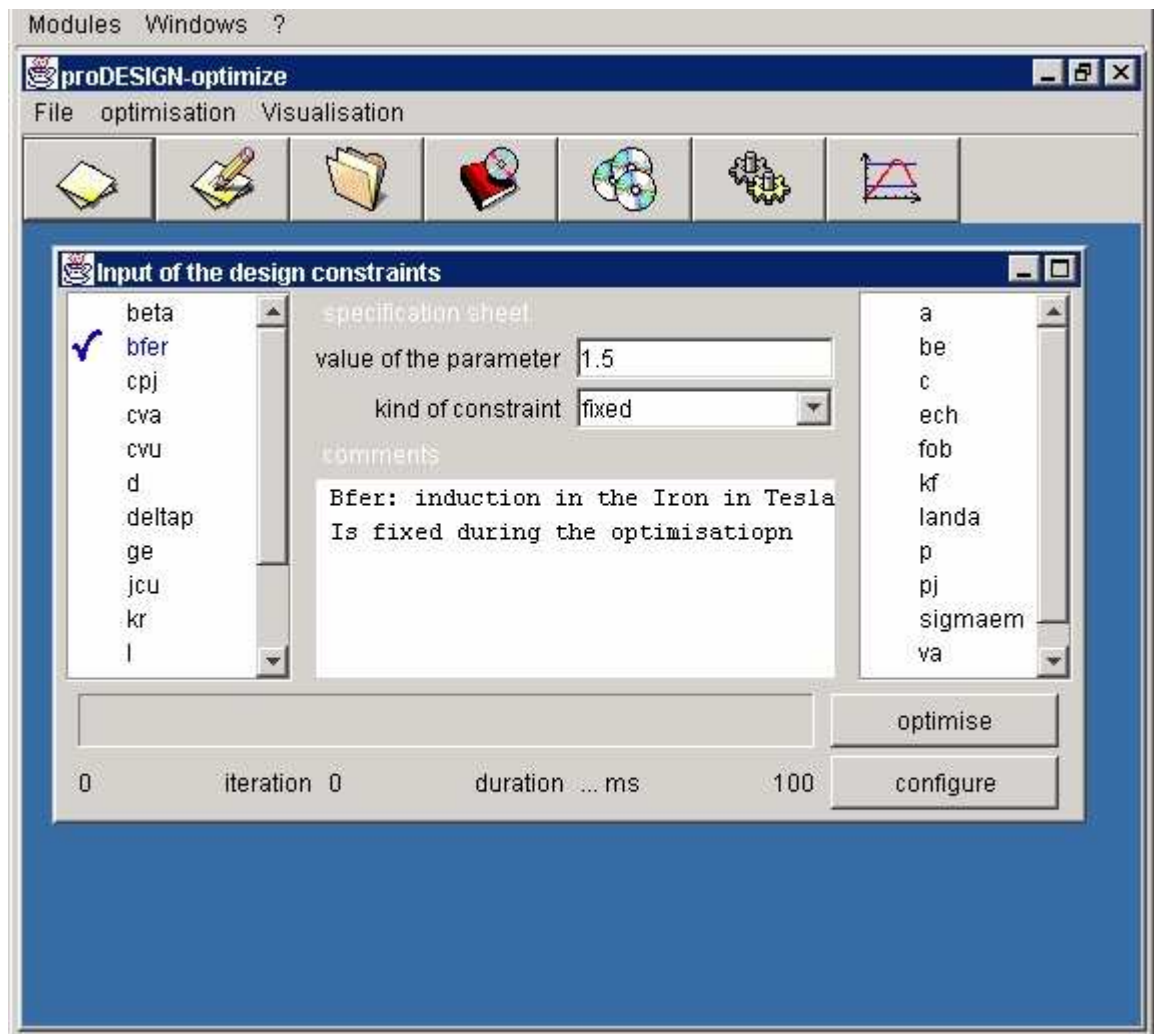 Modules Windows ?
proDESIGN-optimize
File optimisation Visualisation
Input of the design constraints
beta
bfer
cpj
cva
cvu
d
deltap
ge
jcu
kr
l
specification sheet
value of the parameter 1.5
kind of constraint fixed
comments
Bfer: induction in the Iron in Tesla
Is fixed during the optimisatiopn
a
be
c
ech
fob
kf
landa
p
pj
sigmaem
va
optimise
0 iteration 0 duration ... ms 100
configure